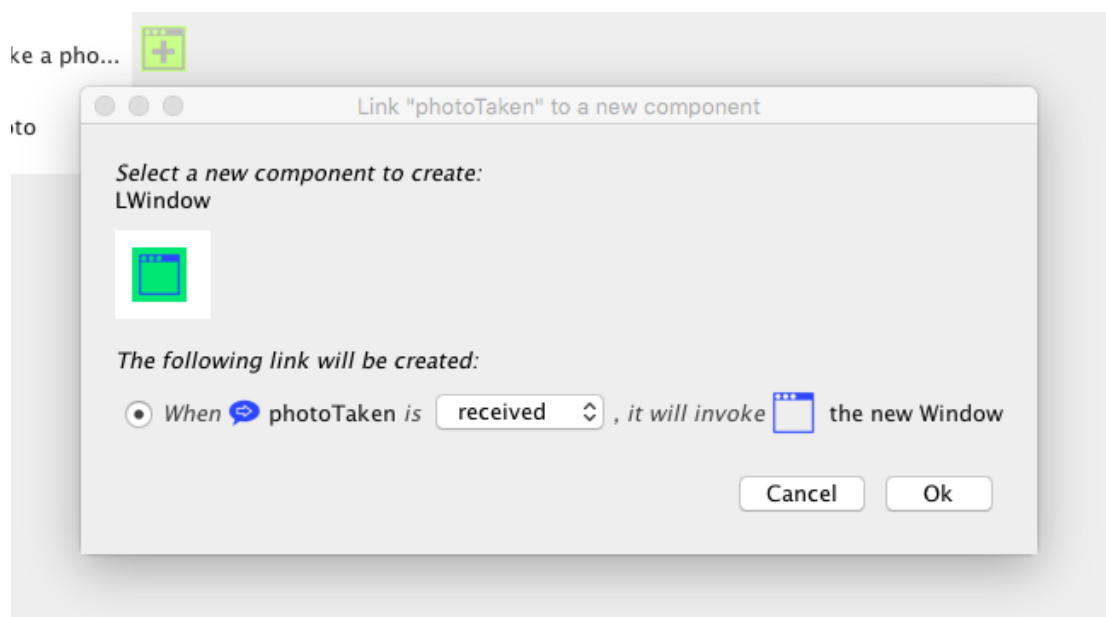 ke a pho...
Link "photoTaken" to a new component
Select a new component to create:
LWindow
The following link will be created:
When photoTaken is received , it will invoke the new Window
Cancel Ok